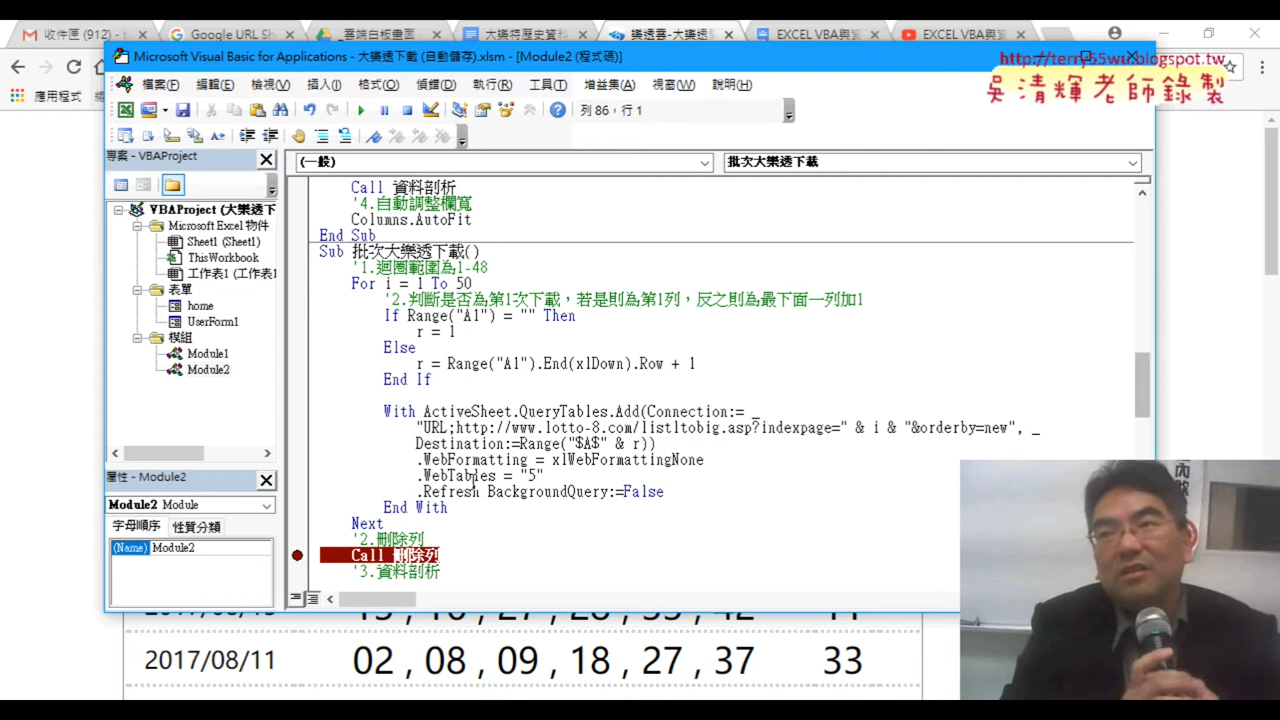 收件匣 (912) - t
Google URL Sh
_雲端白板畫面 -
大樂特歷史資料
樂透雲-大樂透
EXCEL VBA與資
EXCEL VBA與資
Microsoft Visual Basic for Applications - 大樂透下載 (自動儲存).xlsm - [Module2 (程式碼)]
http://terry55wu.blogspot.tw
吳清輝老師錄製
應用程式
檔案(F) 編輯(E) 檢視(V) 插入(I) 格式(O) 偵錯(D) 執行(R) 工具(T) 增益集(A) 視窗(W) 說明(H)
列 86，行 1
專案 - VBAProject
(一般)
批次大樂透下載
VBAProject (大樂透下
Microsoft Excel 物件
Sheet1 (Sheet1)
ThisWorkbook
工作表1 (工作表1
表單
home
UserForm1
模組
Module1
Module2
屬性 - Module2
Module2 Module
字母順序 性質分類
(Name) Module2
Call 資料剖析
'4.自動調整欄寬
Columns.AutoFit
End Sub
Sub 批次大樂透下載()
'1.迴圈範圍為1-48
For i = 1 To 50
'2.判斷是否為第1次下載，若是則為第1列，反之則為最下面一列加1
If Range("A1") = "" Then
r = 1
Else
r = Range("A1").End(xlDown).Row + 1
End If
With ActiveSheet.QueryTables.Add(Connection:= _
"URL;http://www.lotto-8.com/listltobig.asp?indexpage=" & i & "&orderby=new", _
Destination:=Range("$A$" & r))
.WebFormatting = xlWebFormattingNone
.WebTables = "5"
.Refresh BackgroundQuery:=False
End With
Next
'2.刪除列
Call 刪除列
'3.資料剖析
2017/08/11 02 , 08 , 09 , 18 , 27 , 37 33